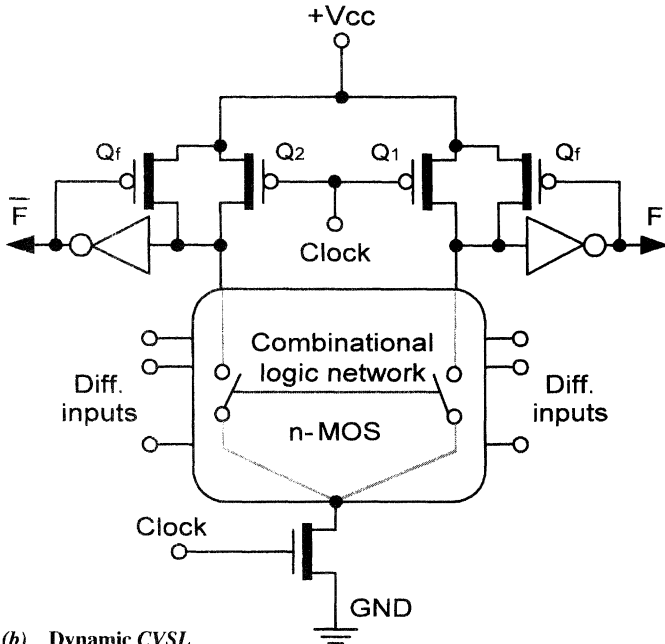 +Vcc
Qf
Q2
Q1
Qf
F
F
Clock
Combinational
logic network
n-MOS
Diff.
inputs
Diff.
inputs
Clock
GND
(b) Dynamic CVSL